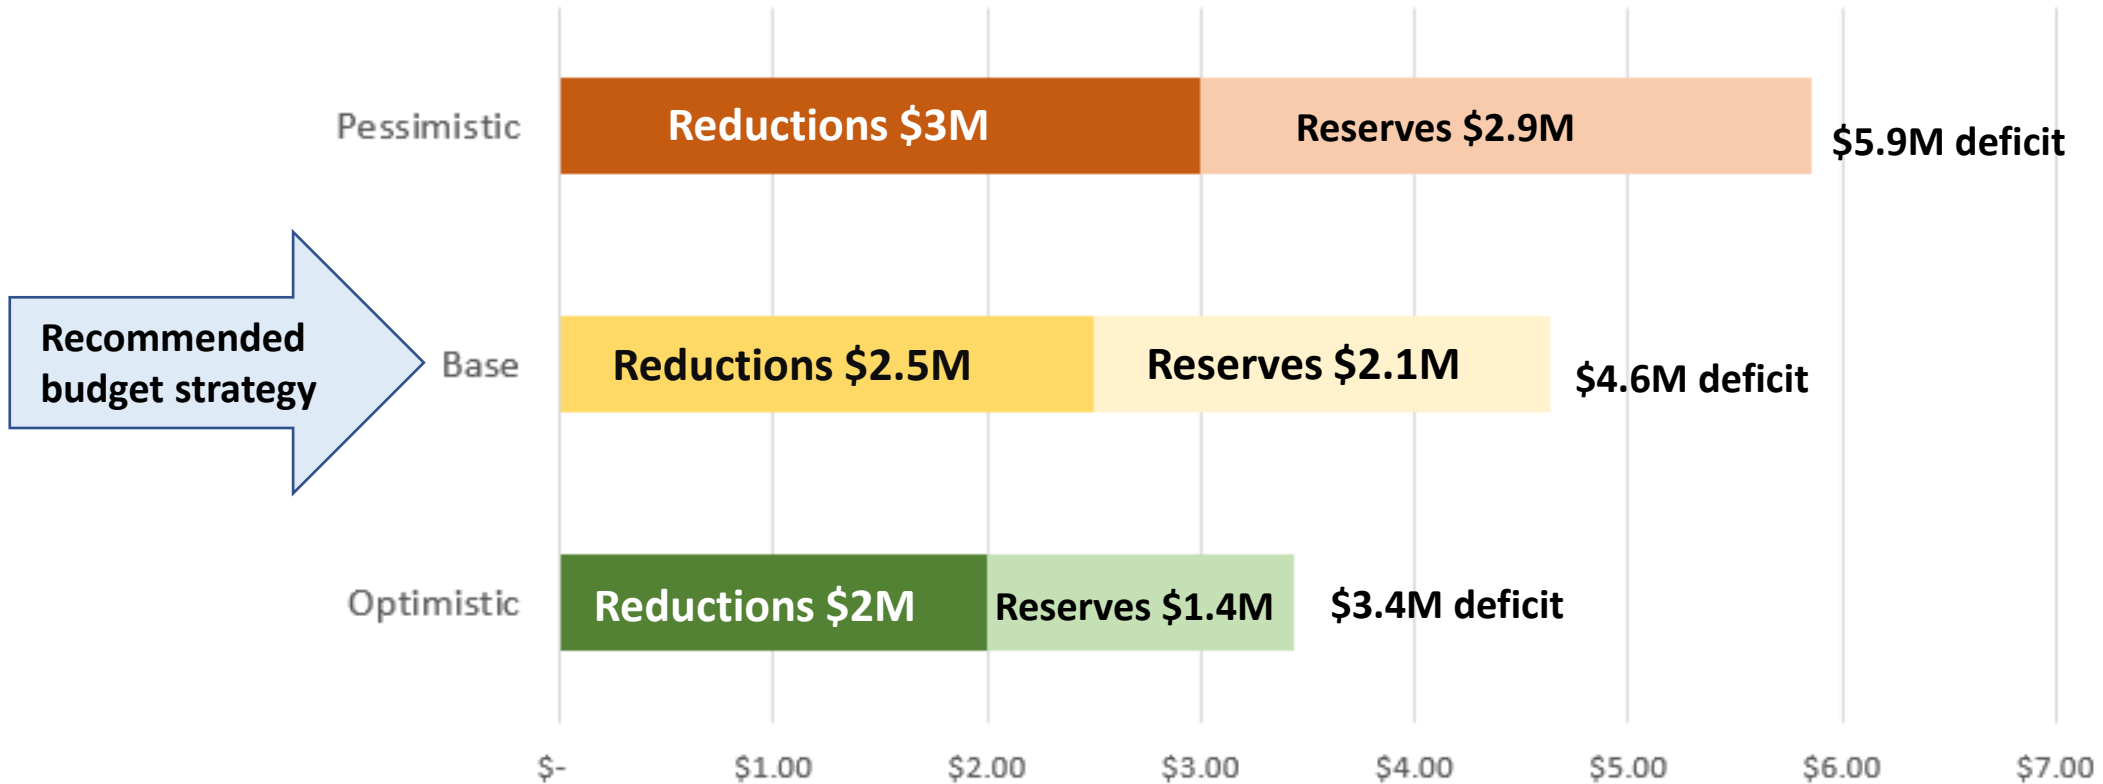 Pessimistic
Reductions $3M
Reserves $2.9M
$5.9M deficit
Recommended
budget strategy
Base
Reductions $2.5M
Reserves $2.1M
$4.6M deficit
Optimistic
Reductions $2M
Reserves $1.4M
$3.4M deficit
$- $1.00 $2.00 $3.00 $4.00 $5.00 $6.00 $7.00